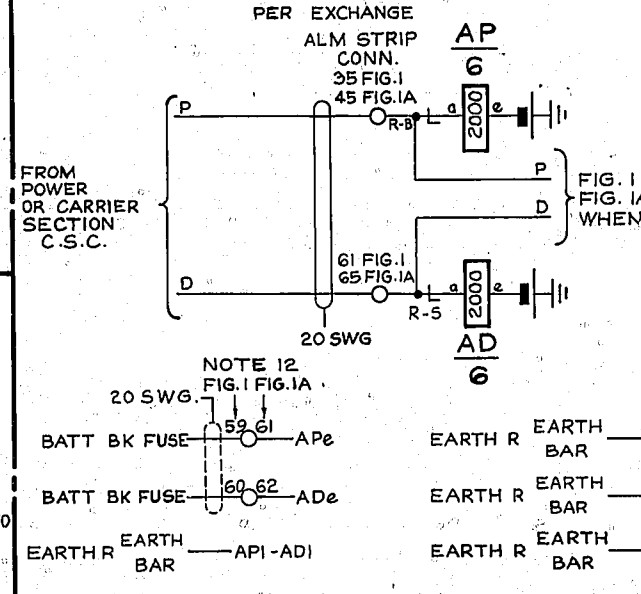 PER EXCHANGE
ALM STRIP
CONN.
35 FIG.1
45 FIG.1A
AP
6
P
R-B
a
2000
e
FROM
POWER
OR CARRIER
SECTION
C.S.C.
P
D
FIG. 1
FIG. 1A
WHEN
61 FIG.1
65 FIG.1A
D
R-S
a
2000
e
20 SWG
AD
6
NOTE 12
FIG.1 FIG.1A
20 SWG.
59 61
BATT BK FUSE APe
60 62
BATT BK FUSE ADe
EARTH R EARTH BAR AP1-AD1
EARTH R EARTH BAR
EARTH R EARTH BAR
EARTH R EARTH BAR